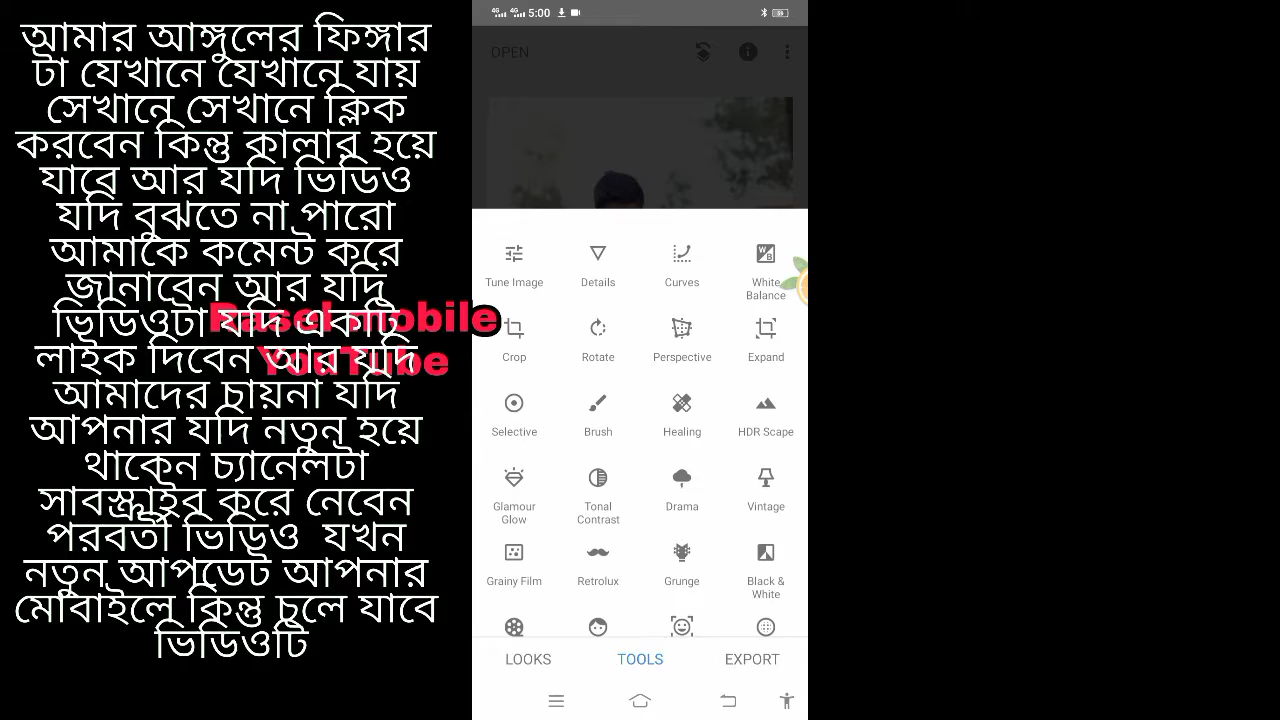 আমার আঙ্গুলের ফিঙ্গার
টা যেখানে যেখানে যায়
সেখানে সেখানে ক্লিক
করবেন কিন্তু কালার হয়ে
যাবে আর যদি ভিডিও
যদি বুঝতে না পারো
আমাকে কমেন্ট করে
জানাবেন আর যদি
ভিডিওটা যদি একটি
লাইক দিবেন আর যদি
আমাদের চায়না যদি
আপনার যদি নতুন হয়ে
থাকেন চ্যানেলটা
সাবস্ক্রাইব করে নেবেন
পরবর্তী ভিডিও যখন
নতুন আপডেট আপনার
মোবাইলে কিন্তু চলে যাবে
ভিডিওটি
Rasel mobile
YouTube
4G 4G 5:00
OPEN
Tune Image Details Curves White Balance
Crop Rotate Perspective Expand
Selective Brush Healing HDR Scape
Glamour Glow Tonal Contrast Drama Vintage
Grainy Film Retrolux Grunge Black & White
LOOKS TOOLS EXPORT